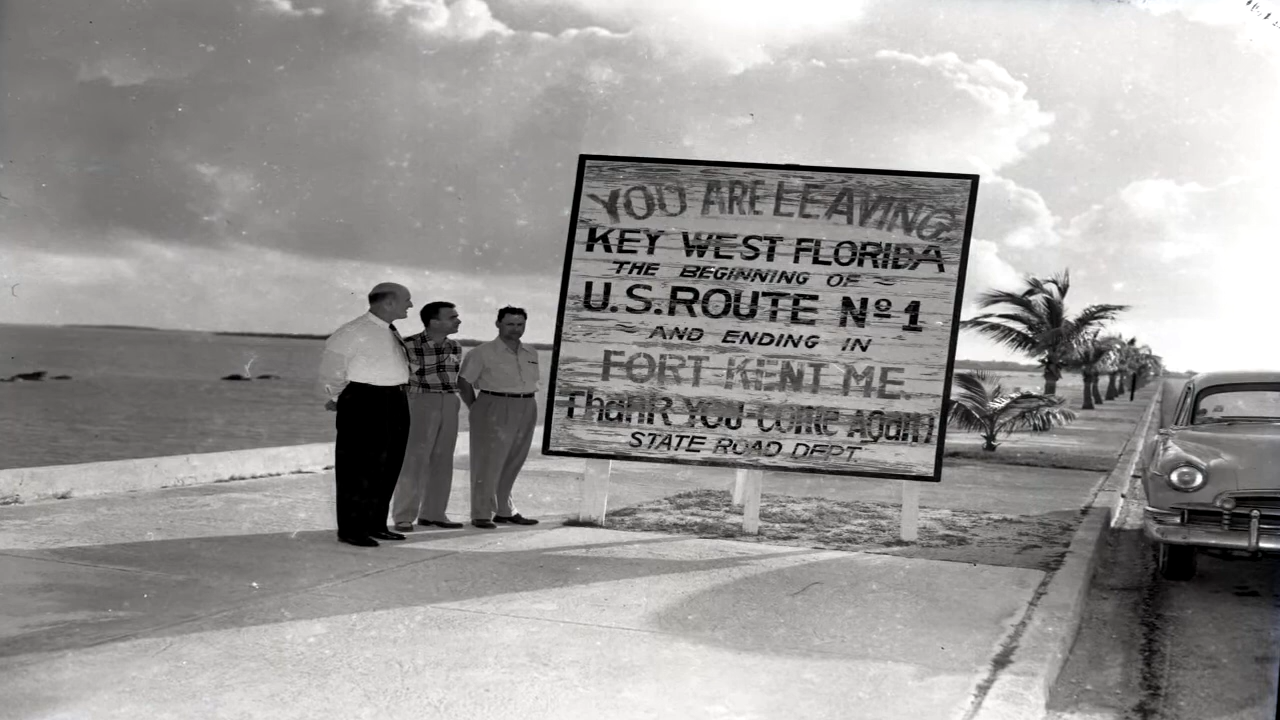 YOU ARE LEAVING
KEY WEST FLORIDA
THE BEGINNING OF ~
U.S. ROUTE Nº 1
~ AND ENDING IN
FORT KENT ME.
Thank YOU COME AGAIN
STATE ROAD DEPT